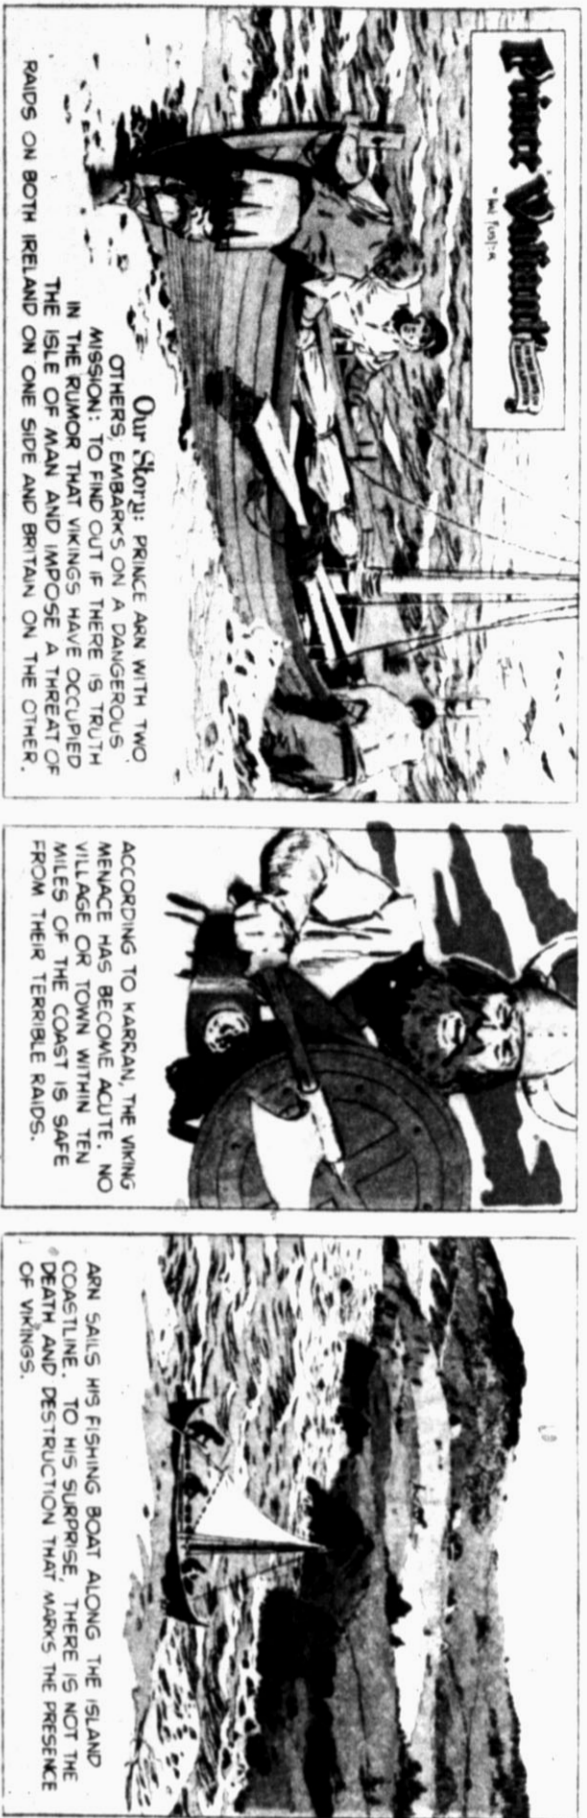 Prince Valiant
Our Story: PRINCE ARN WITH TWO
OTHERS, EMBARKS ON A DANGEROUS
MISSION: TO FIND OUT IF THERE IS TRUTH
IN THE RUMOR THAT VIKINGS HAVE OCCUPIED
THE ISLE OF MAN AND IMPOSE A THREAT OF
RAIDS ON BOTH IRELAND ON ONE SIDE AND BRITAIN ON THE OTHER.
ACCORDING TO KARRAN, THE VIKING
MENACE HAS BECOME ACUTE. NO
VILLAGE OR TOWN WITHIN TEN
MILES OF THE COAST IS SAFE
FROM THEIR TERRIBLE RAIDS.
ARN SAILS HIS FISHING BOAT ALONG THE ISLAND
COASTLINE. TO HIS SURPRISE, THERE IS NOT THE
DEATH AND DESTRUCTION THAT MARKS THE PRESENCE
OF VIKINGS.